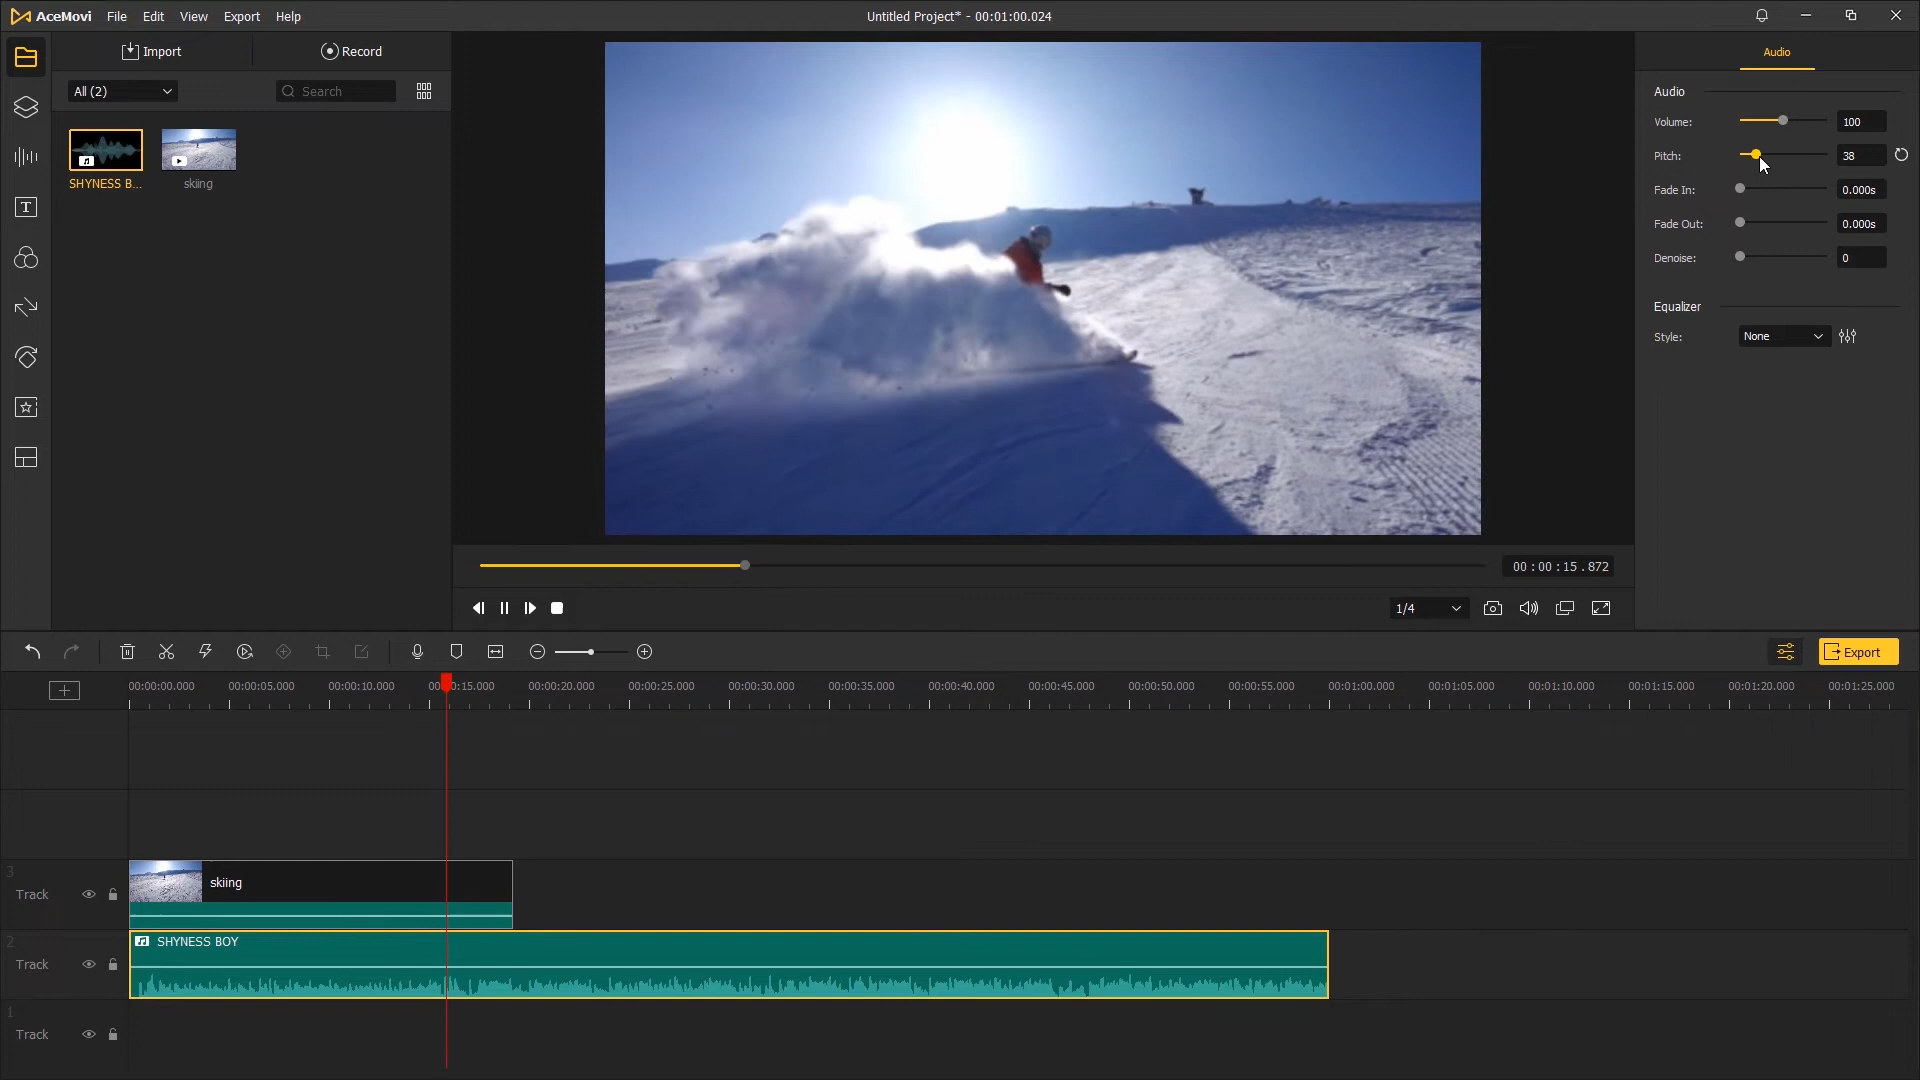 AceMovi File Edit View Export Help
Untitled Project* - 00:01:00.024
Import Record
All (2) Search
SHYNESS B... skiing
Audio
Audio
Volume: 100
Pitch: 38
Fade In: 0.000s
Fade Out: 0.000s
Denoise: 0
Equalizer
Style: None
00 : 00 : 15 . 872
1/4
Export
00:00:00.000 00:00:05.000 00:00:10.000 00:00:15.000 00:00:20.000 00:00:25.000 00:00:30.000 00:00:35.000 00:00:40.000 00:00:45.000 00:00:50.000 00:00:55.000 00:01:00.000 00:01:05.000 00:01:10.000 00:01:15.000 00:01:20.000 00:01:25.000
3
Track skiing
2
SHYNESS BOY
Track
1
Track